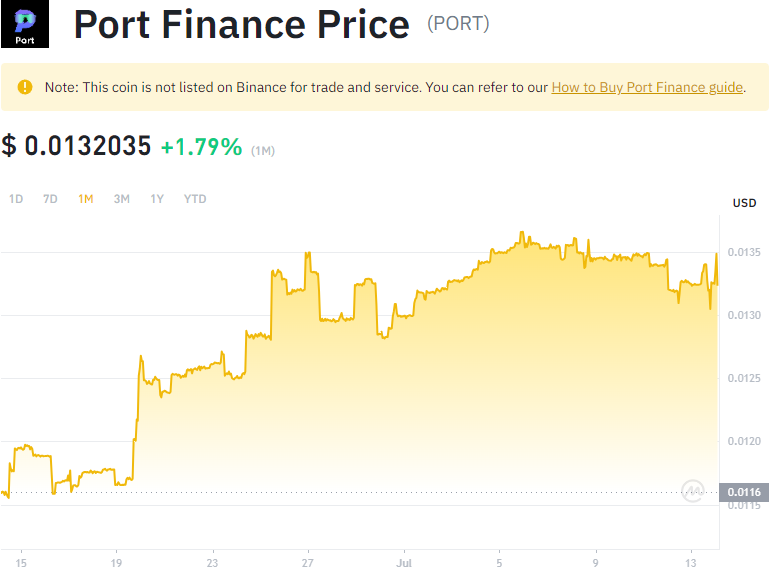 Port
Port Finance Price (PORT)
Note: This coin is not listed on Binance for trade and service. You can refer to our How to Buy Port Finance guide.
$ 0.0132035 +1.79% (1M)
1D 7D 1M 3M 1Y YTD
USD
0.0135
0.0130
0.0125
0.0120
0.0116
0.0115
15 19 23 27 Jul 5 9 13